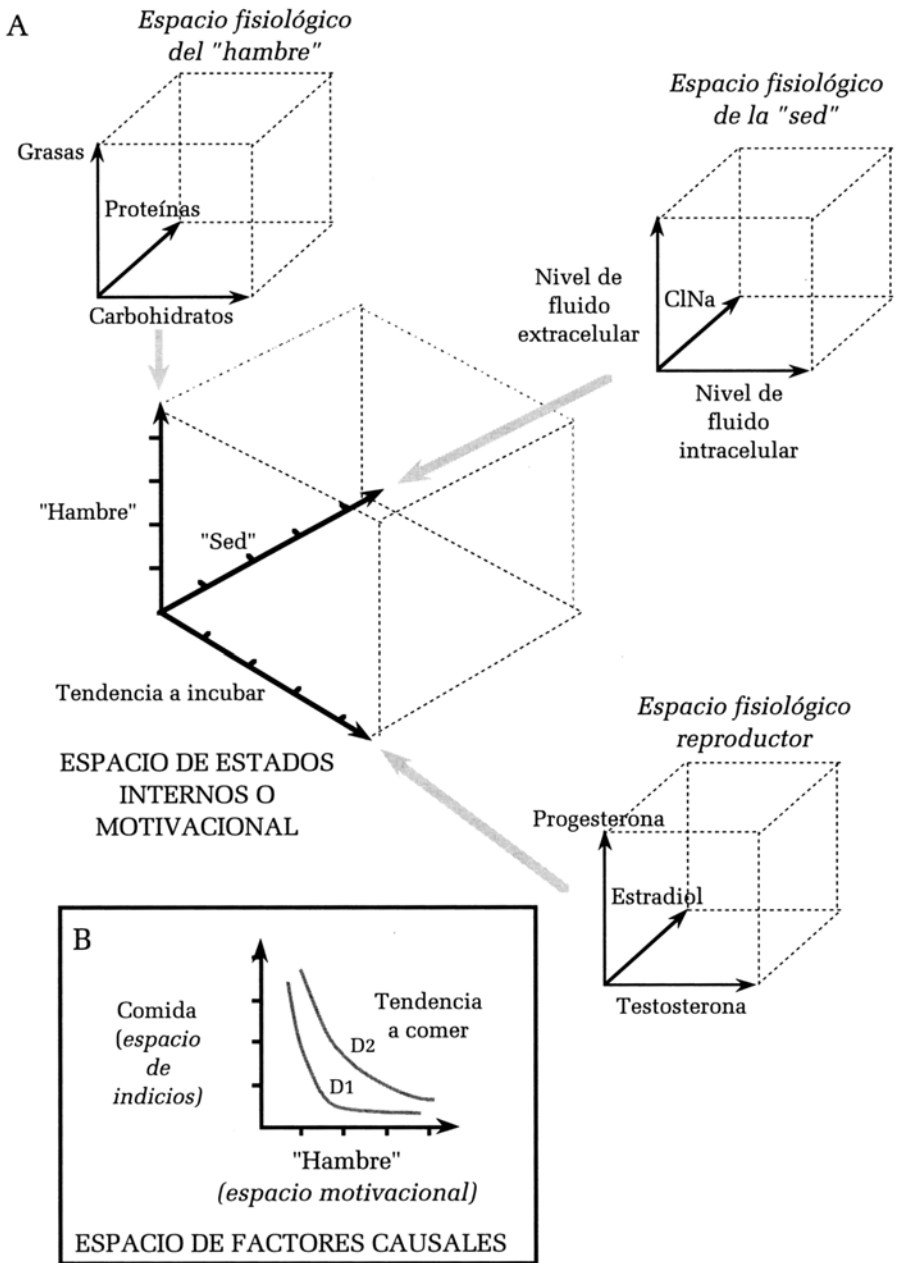 A
Espacio fisiológico
del "hambre"
Grasas
Proteínas
Carbohidratos
Espacio fisiológico
de la "sed"
Nivel de
fluido
extracelular
ClNa
Nivel de
fluido
intracelular
"Hambre"
"Sed"
Tendencia a incubar
ESPACIO DE ESTADOS
INTERNOS O
MOTIVACIONAL
Espacio fisiológico
reproductor
Progesterona
Estradiol
Testosterona
B
Comida
(espacio
de
indicios)
Tendencia
a comer
D2
D1
"Hambre"
(espacio motivacional)
ESPACIO DE FACTORES CAUSALES